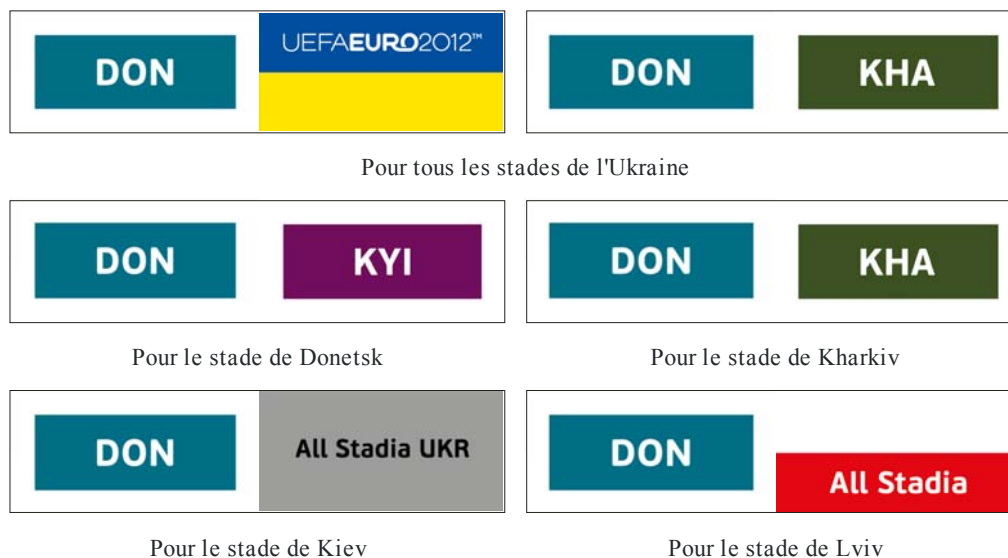 DON UEFAEURO2012™ DON KHA
Pour tous les stades de l'Ukraine
DON KYI DON KHA
Pour le stade de Donetsk Pour le stade de Kharkiv
DON All Stadia UKR DON All Stadia
Pour le stade de Kiev Pour le stade de Lviv